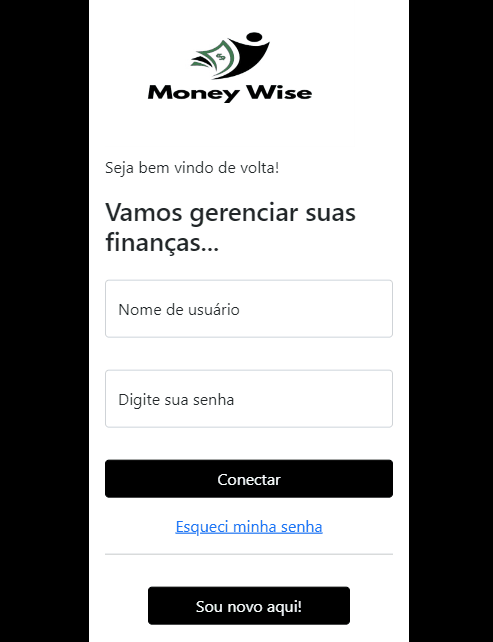 Money Wise
Seja bem vindo de volta!
Vamos gerenciar suas
finanças...
Nome de usuário
Digite sua senha
Conectar
Esqueci minha senha
Sou novo aqui!